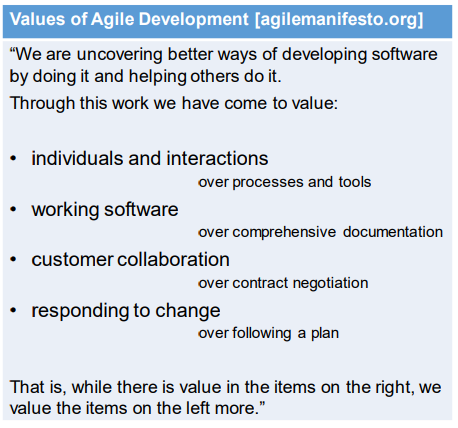 Values of Agile Development [agilemanifesto.org]
“We are uncovering better ways of developing software
by doing it and helping others do it.
Through this work we have come to value:
• individuals and interactions
over processes and tools
• working software
over comprehensive documentation
• customer collaboration
over contract negotiation
• responding to change
over following a plan
That is, while there is value in the items on the right, we
value the items on the left more.”